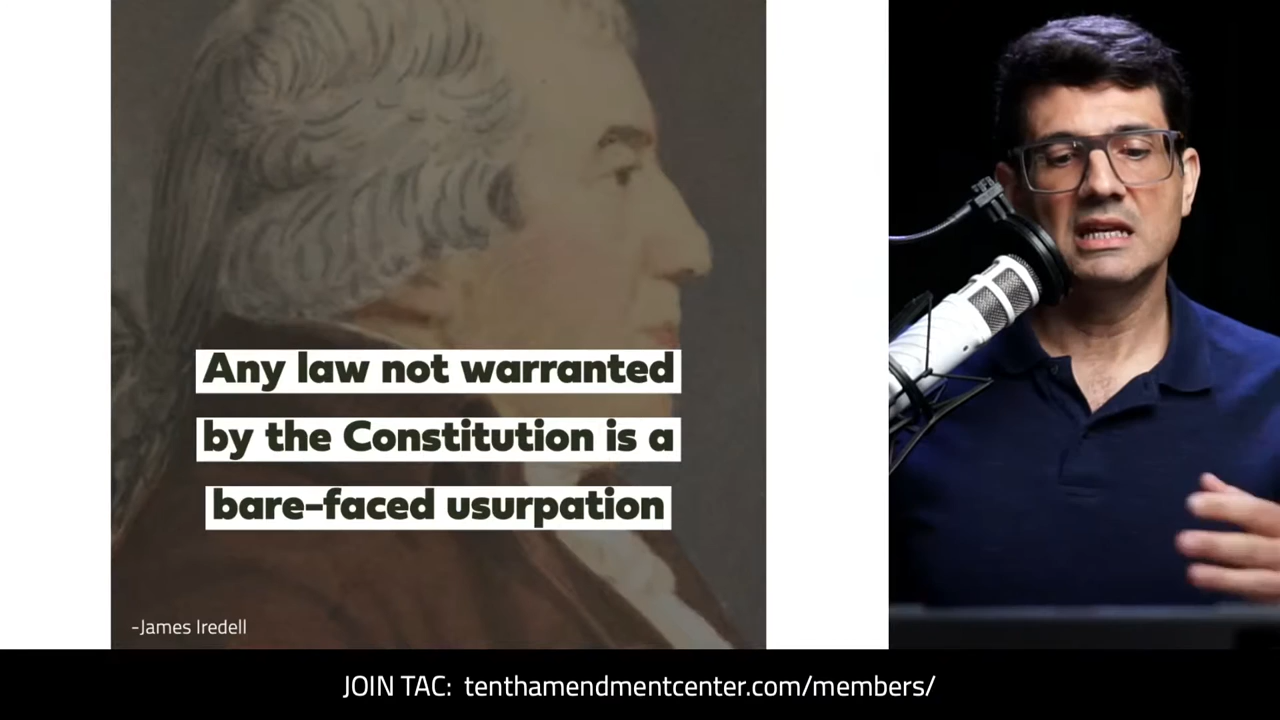 Any law not warranted
by the Constitution is a
bare-faced usurpation
-James Iredell
JOIN TAC: tenthamendmentcenter.com/members/